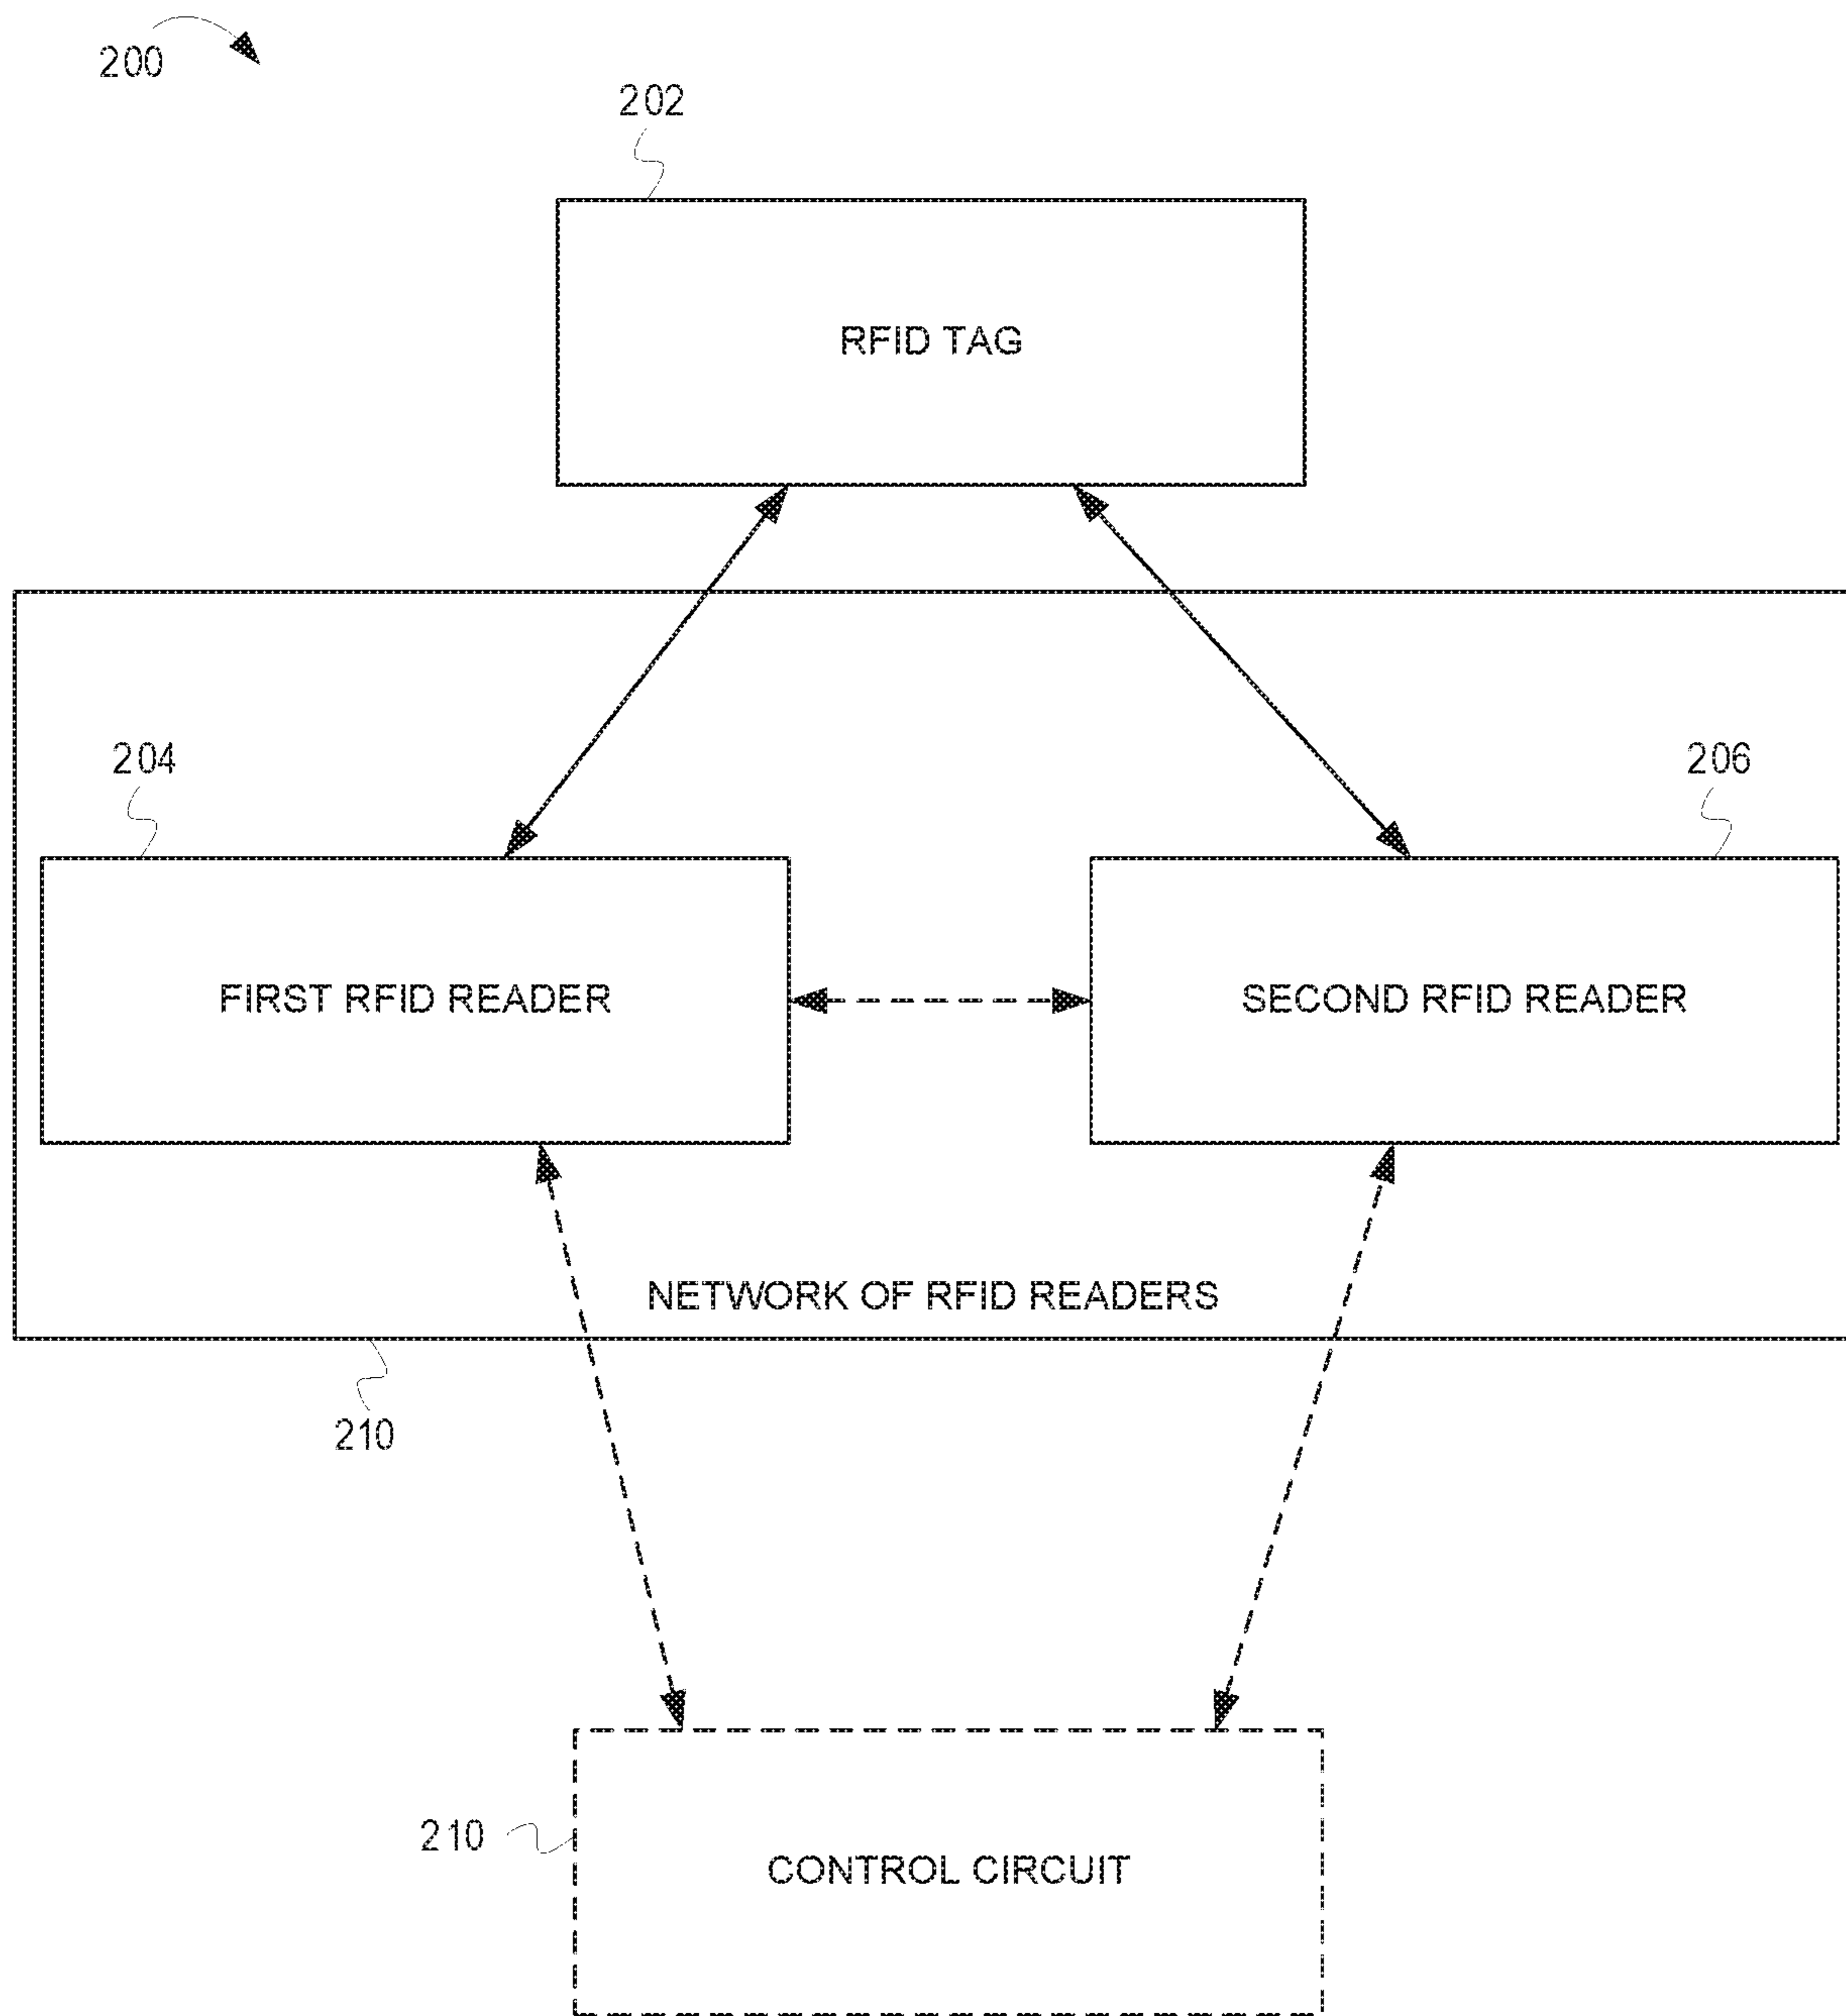 200
202
RFID TAG
204
206
FIRST RFID READER
SECOND RFID READER
NETWORK OF RFID READERS
210
210
CONTROL CIRCUIT